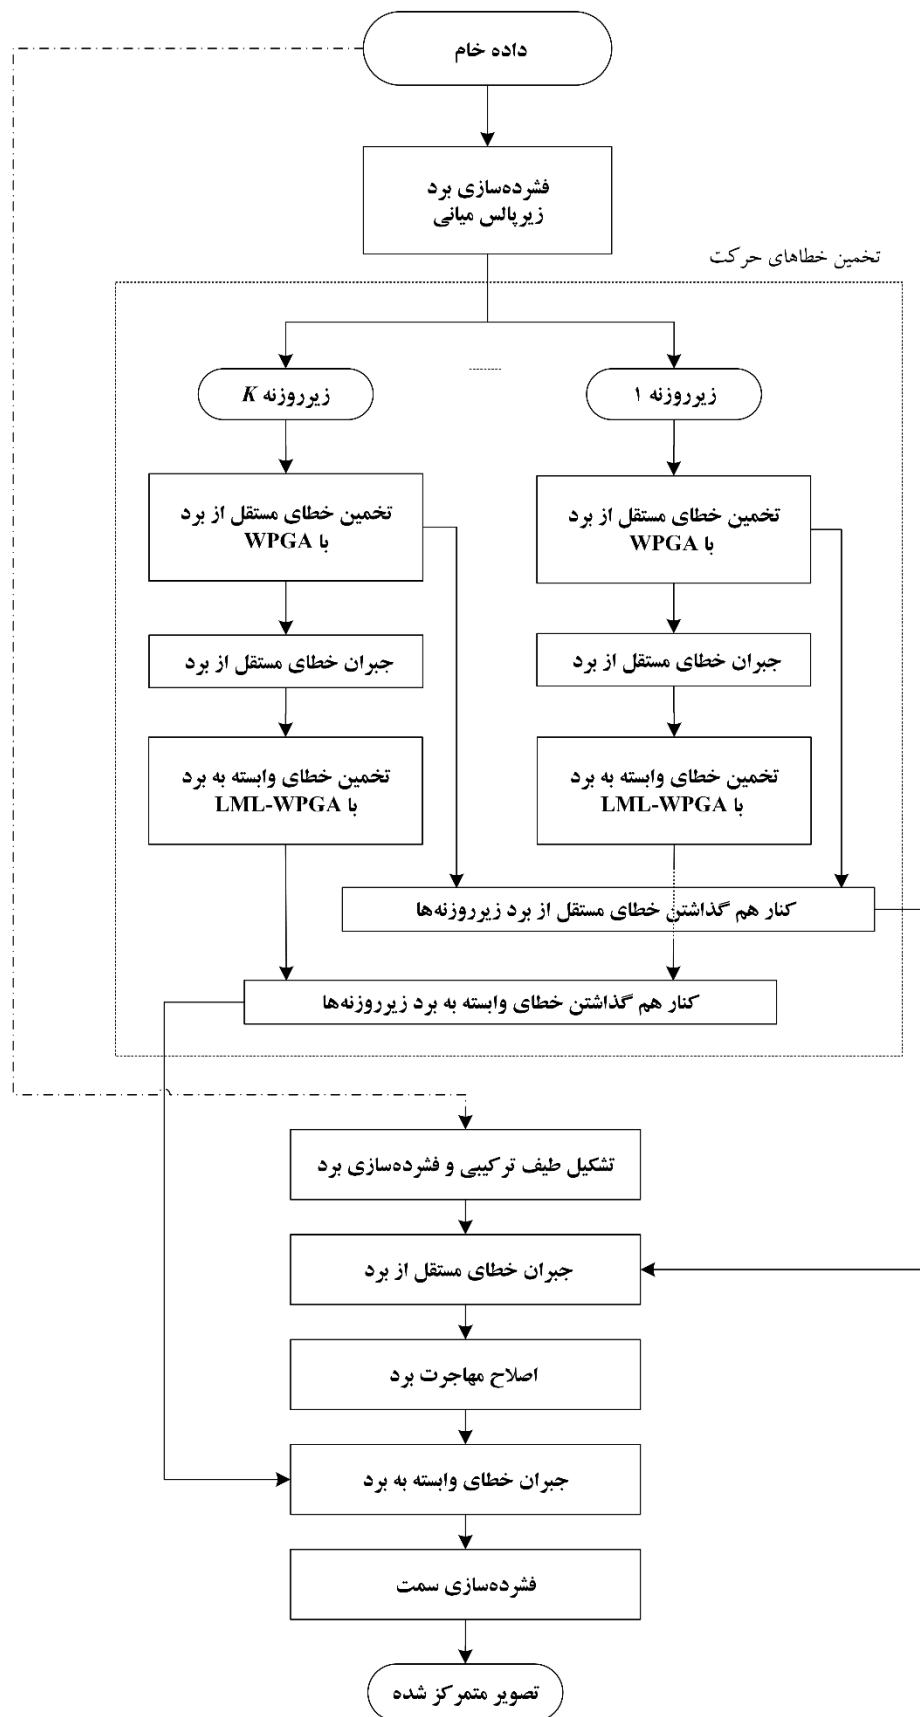 داده خام
فشرده‌سازی برد
زیرپالس میانی
تخمین خطاهای حرکت
زیرروزنه ۱
......
زیرروزنه K
تخمین خطای مستقل از برد
با WPGA
جبران خطای مستقل از برد
تخمین خطای وابسته به برد
با LML-WPGA
تخمین خطای مستقل از برد
با WPGA
جبران خطای مستقل از برد
تخمین خطای وابسته به برد
با LML-WPGA
کنار هم گذاشتن خطای مستقل از برد زیرروزنه‌ها
کنار هم گذاشتن خطای وابسته به برد زیرروزنه‌ها
تشکیل طیف ترکیبی و فشرده‌سازی برد
جبران خطای مستقل از برد
اصلاح مهاجرت برد
جبران خطای وابسته به برد
فشرده‌سازی سمت
تصویر متمرکز شده